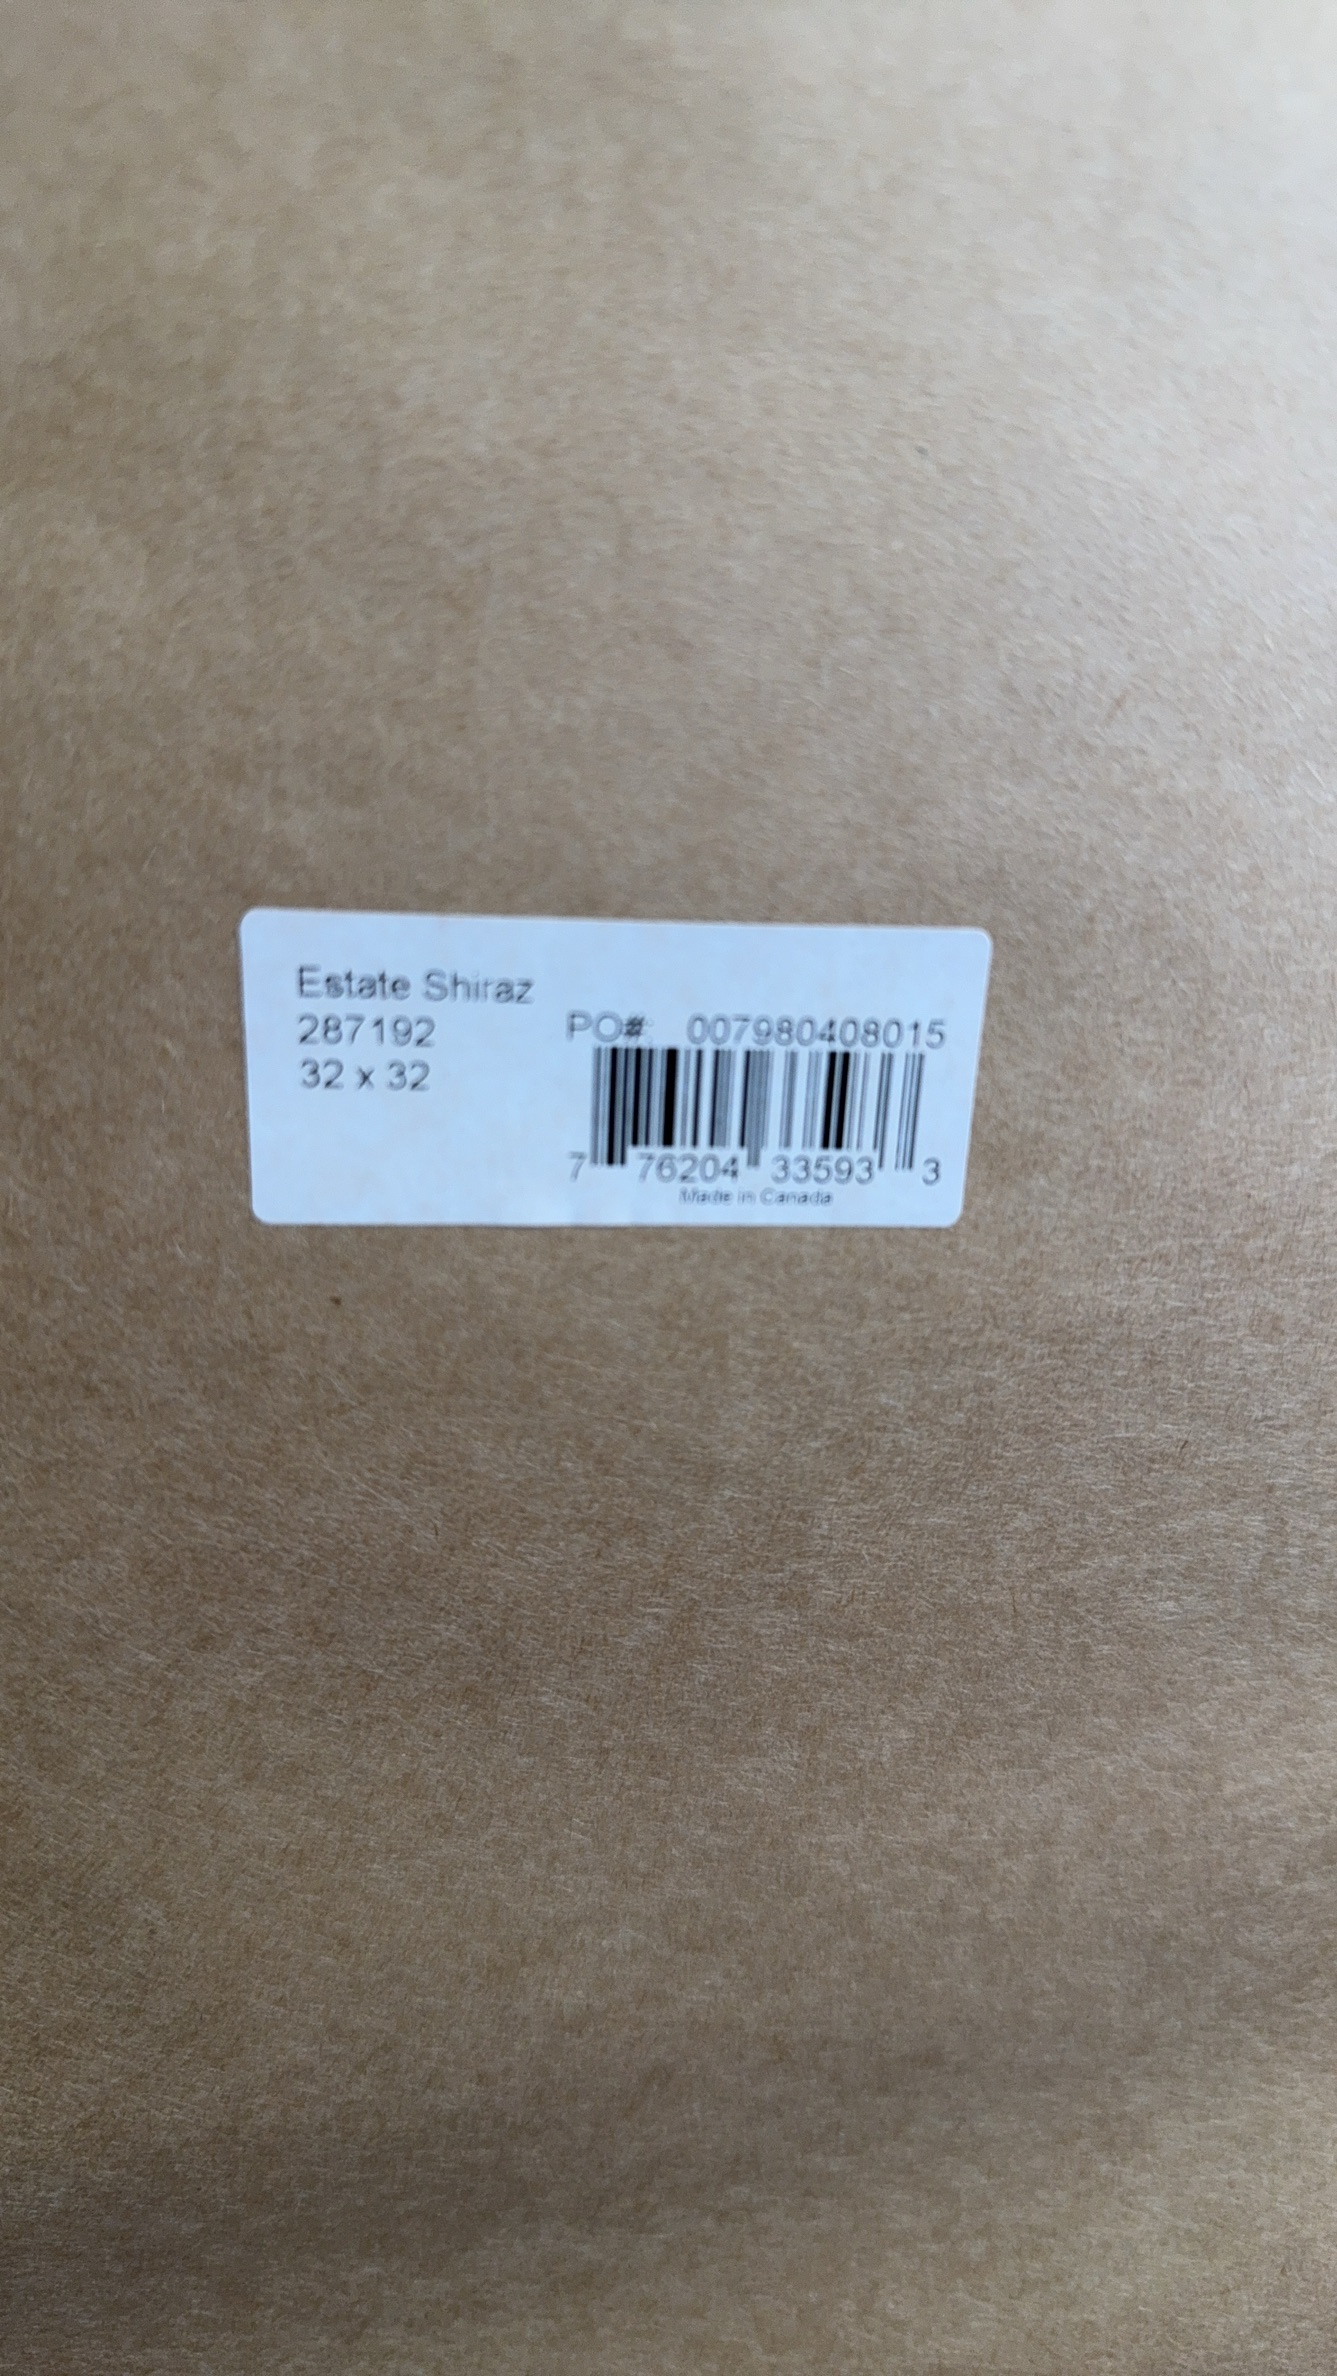 Estate Shiraz
287192
32 x 32
PO#: 007980408015
7 76204 33593 3
Made in Canada